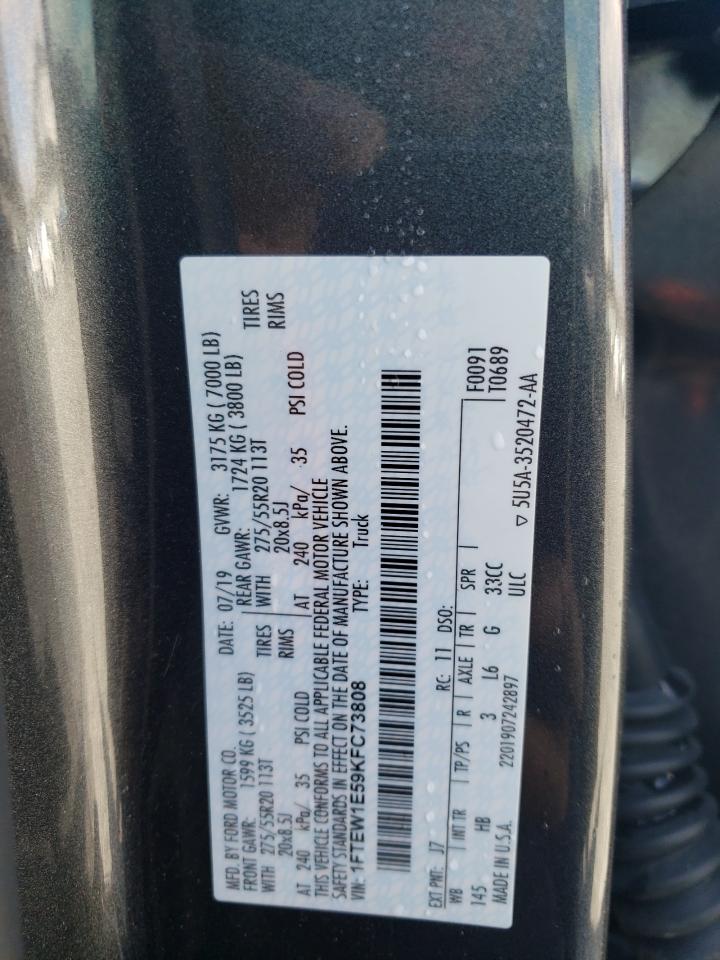 MFD. BY FORD MOTOR CO. DATE: 07/19 GVWR: 3175 KG ( 7000 LB)
FRONT GAWR: 1599 KG ( 3525 LB) REAR GAWR: 1724 KG ( 3800 LB)
WITH 275/55R20 113T TIRES WITH 275/55R20 113T TIRES
20x8.5J RIMS 20x8.5J RIMS
AT 240 kPa/ 35 PSI COLD AT 240 kPa/ 35 PSI COLD
THIS VEHICLE CONFORMS TO ALL APPLICABLE FEDERAL MOTOR VEHICLE
SAFETY STANDARDS IN EFFECT ON THE DATE OF MANUFACTURE SHOWN ABOVE.
VIN: 1FTEW1E59KFC73808 TYPE: Truck
EXT PNT: J7 RC: 11 DSO: F0091
WB INT TR TP/PS R AXLE TR SPR T0689
145 HB 3 L6 G 33CC
MADE IN U.S.A. 2201907242897 ULC ▽ 5U5A-3520472-AA